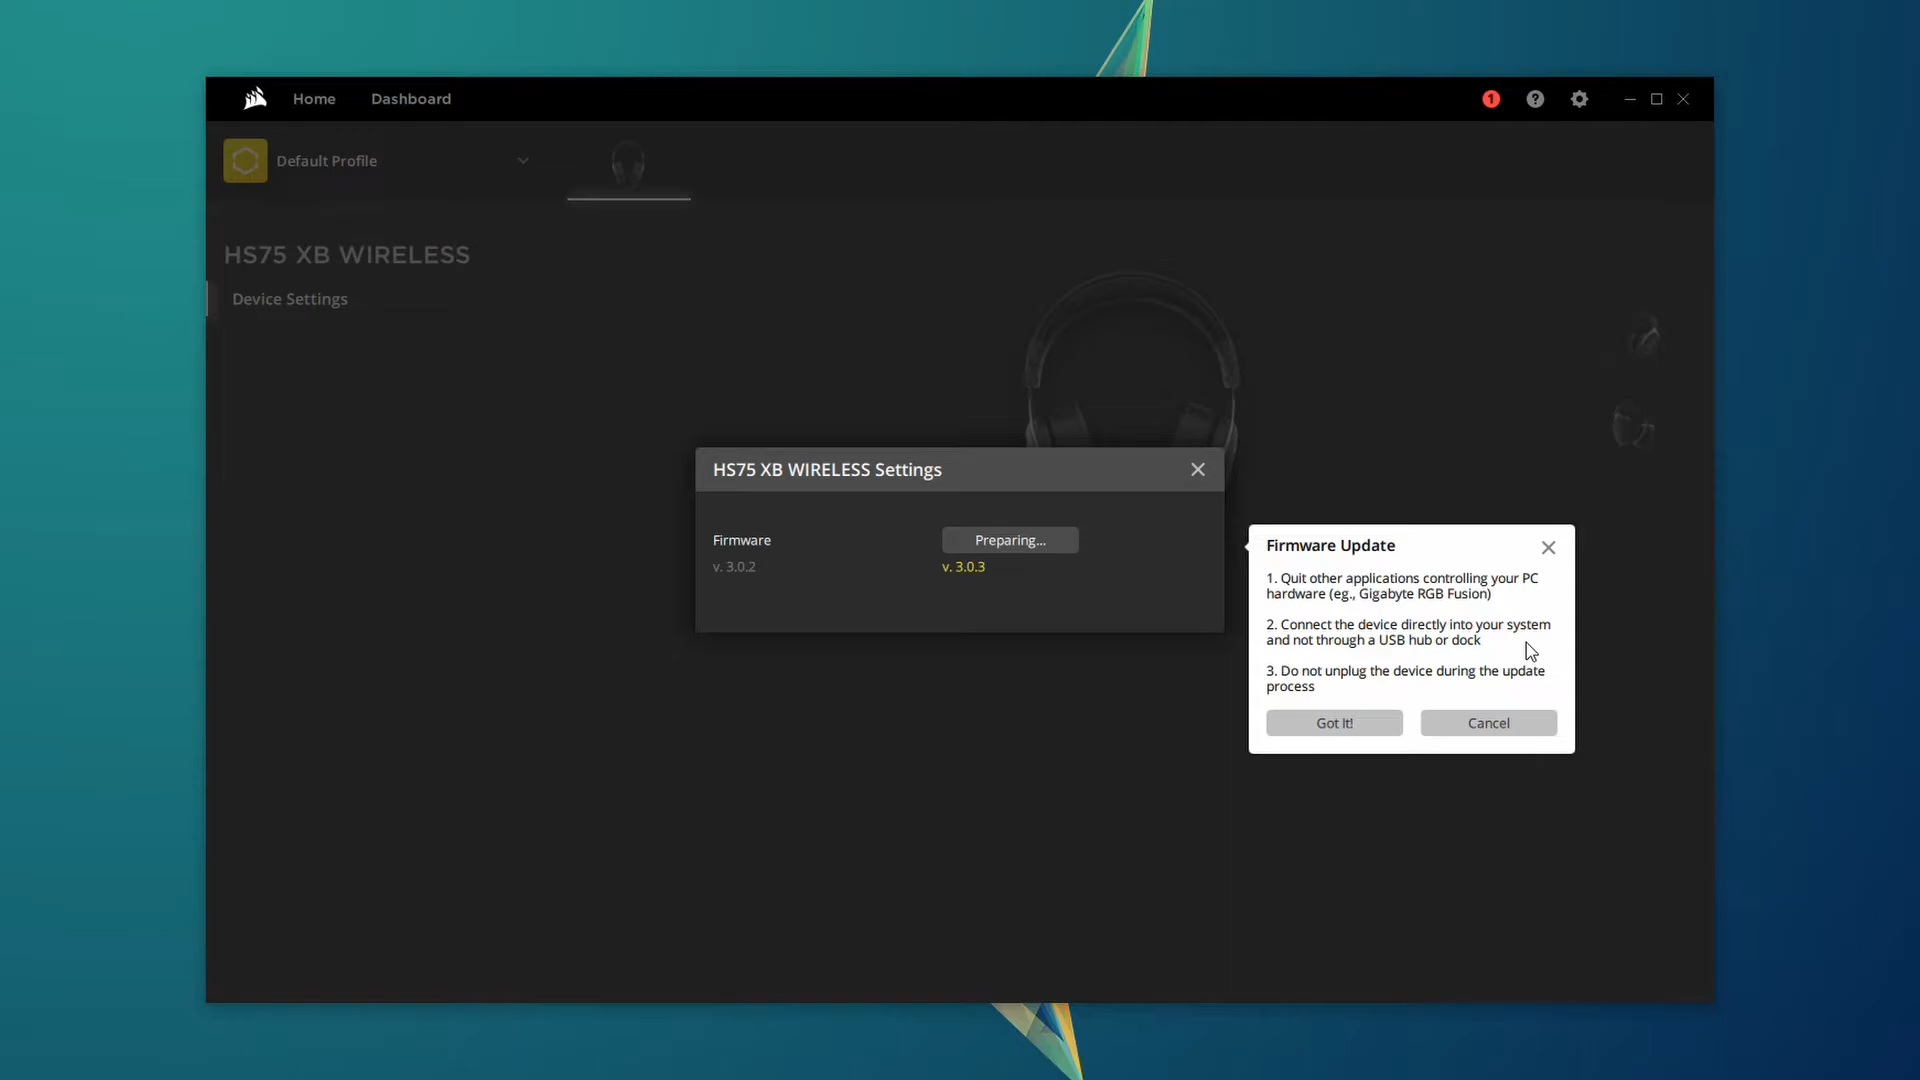 Home
Dashboard
1
?
Default Profile
HS75 XB WIRELESS
Device Settings
HS75 XB WIRELESS Settings
Firmware
Preparing...
v. 3.0.2
v. 3.0.3
Firmware Update
1. Quit other applications controlling your PC
hardware (eg., Gigabyte RGB Fusion)
2. Connect the device directly into your system
and not through a USB hub or dock
3. Do not unplug the device during the update
process
Got It!
Cancel